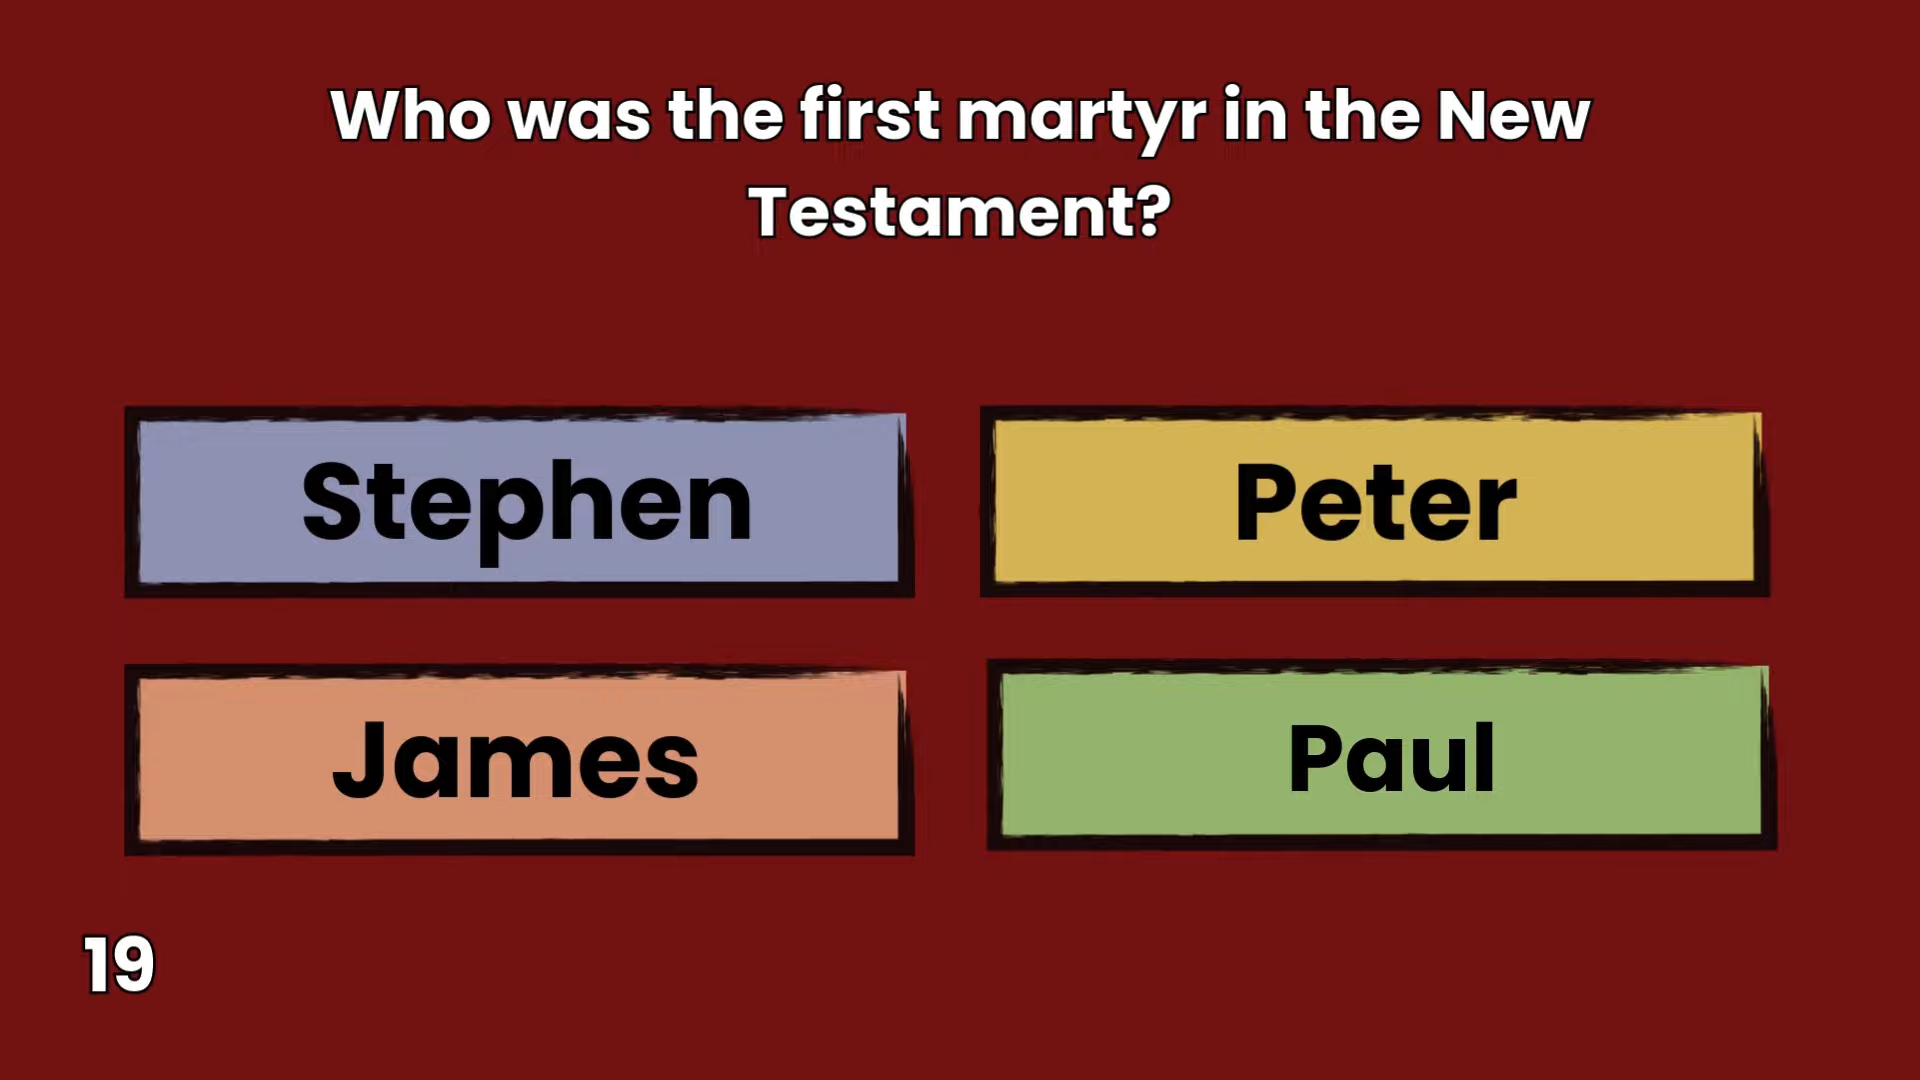 Who was the first martyr in the New
Testament?
Stephen
Peter
James
Paul
19